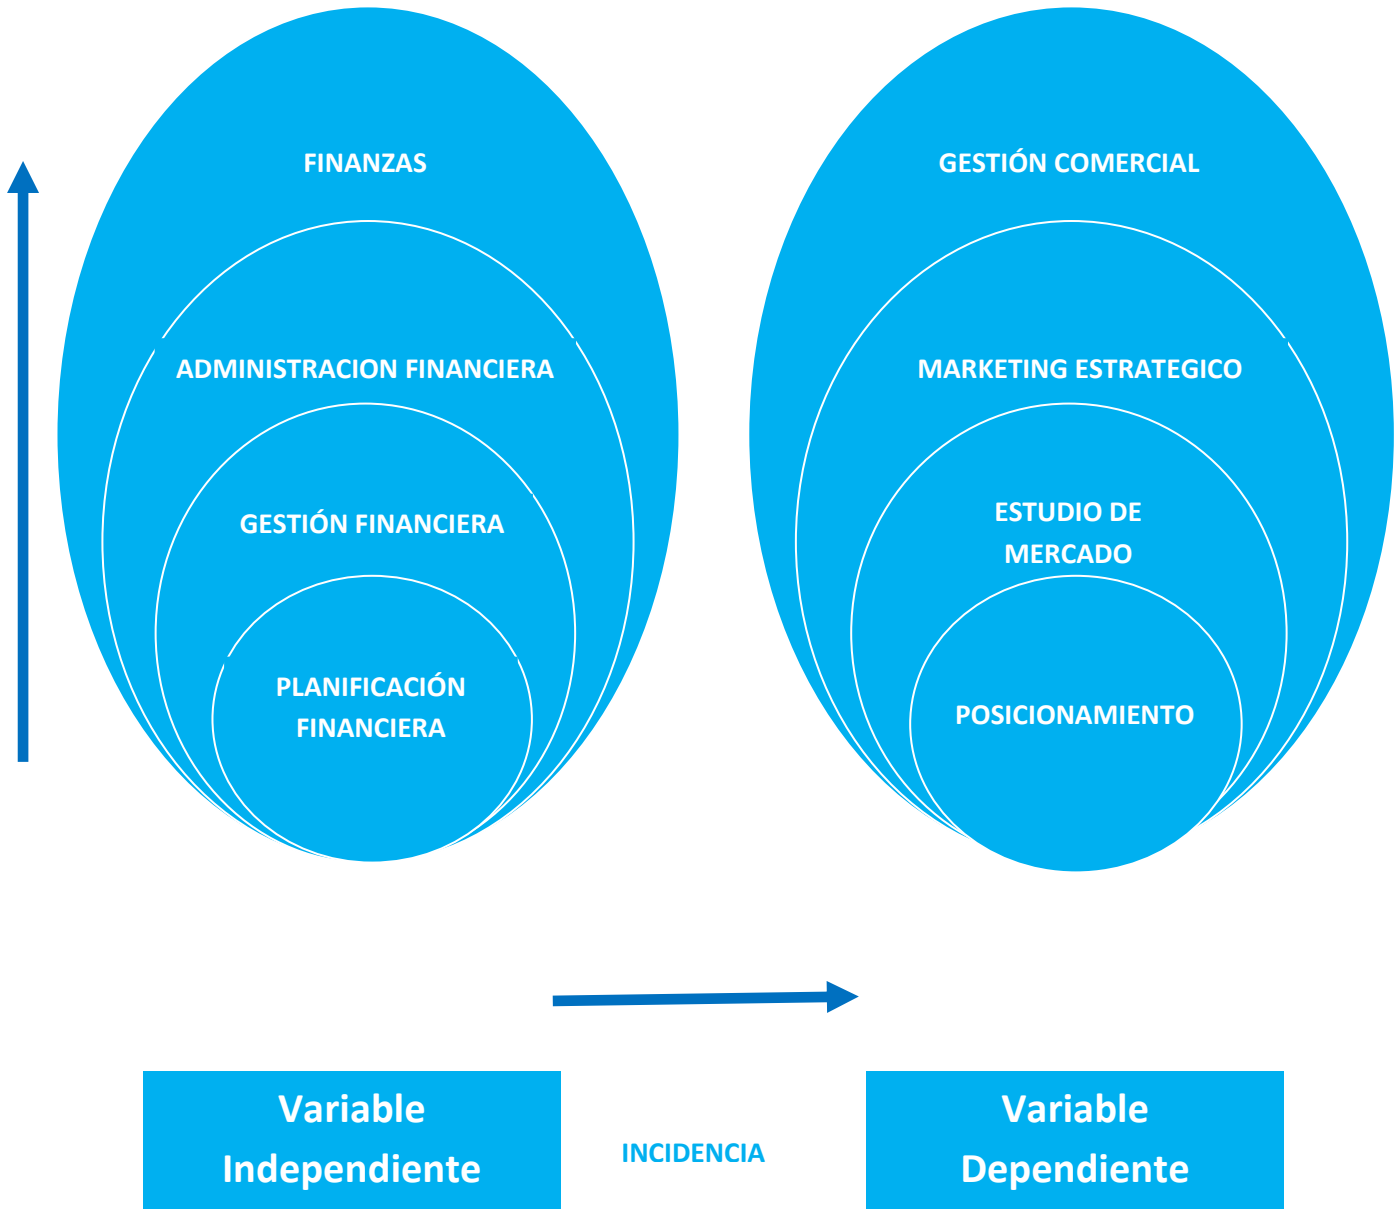 FINANZAS
ADMINISTRACION FINANCIERA
GESTIÓN FINANCIERA
PLANIFICACIÓN
FINANCIERA
GESTIÓN COMERCIAL
MARKETING ESTRATEGICO
ESTUDIO DE
MERCADO
POSICIONAMIENTO
Variable
Independiente
INCIDENCIA
Variable
Dependiente